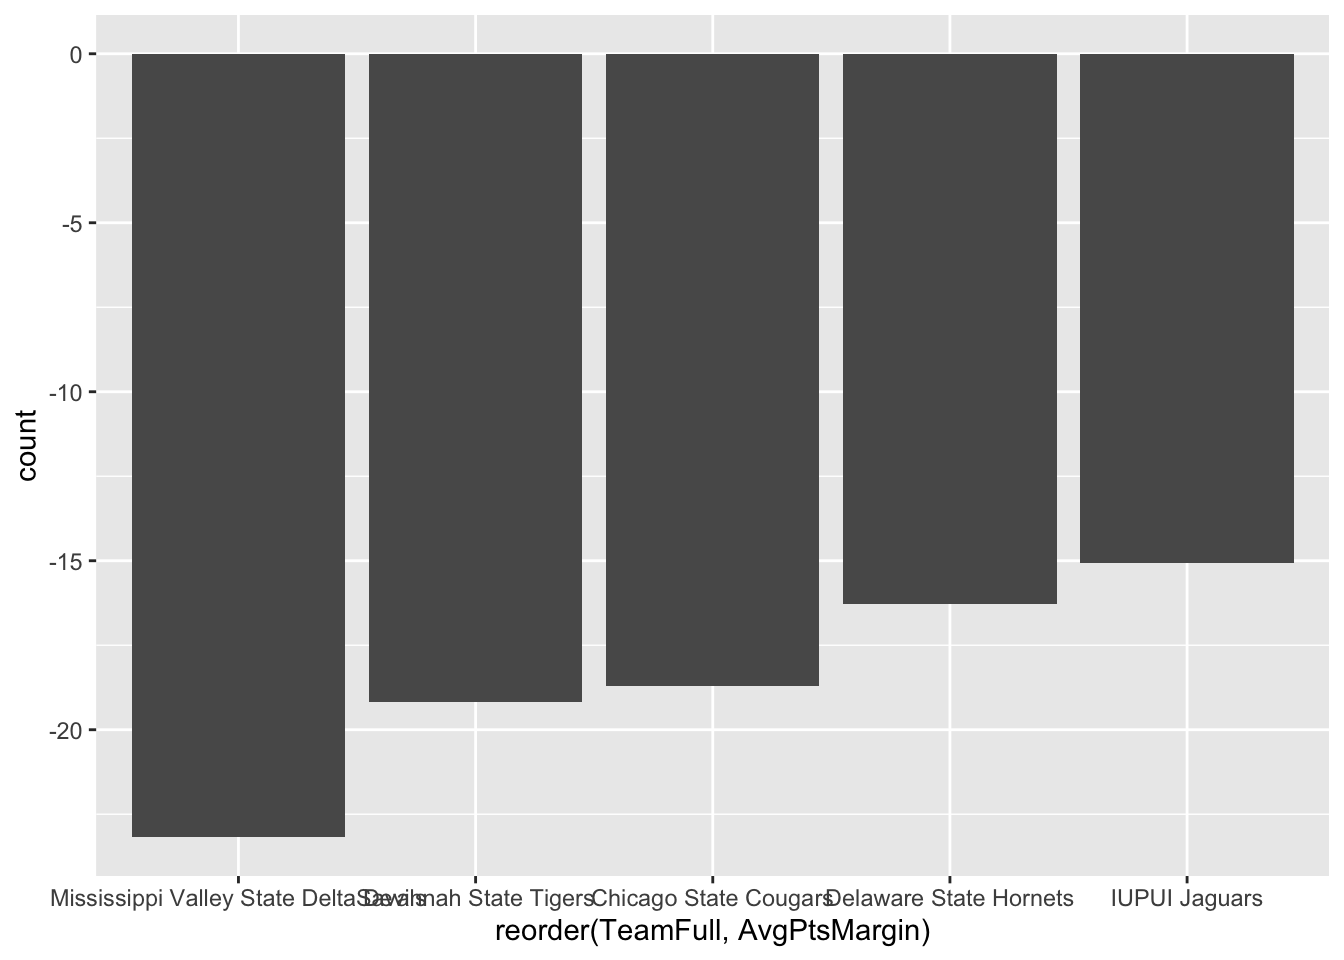 0
-5
-10
-15
-20
count
Mississippi Valley State Delta Devils Savannah State Tigers Chicago State Cougars Delaware State Hornets IUPUI Jaguars
reorder(TeamFull, AvgPtsMargin)